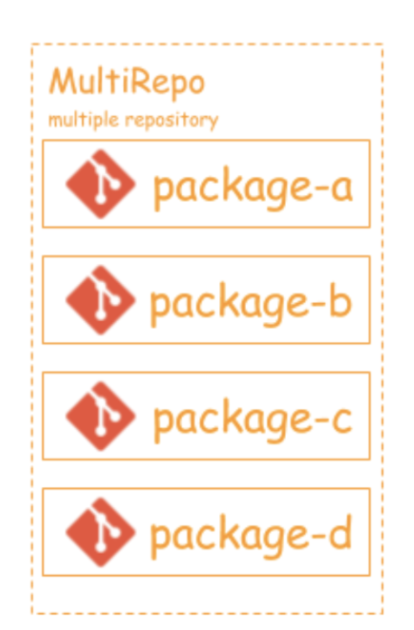 MultiRepo
multiple repository
package-a
package-b
package-c
package-d